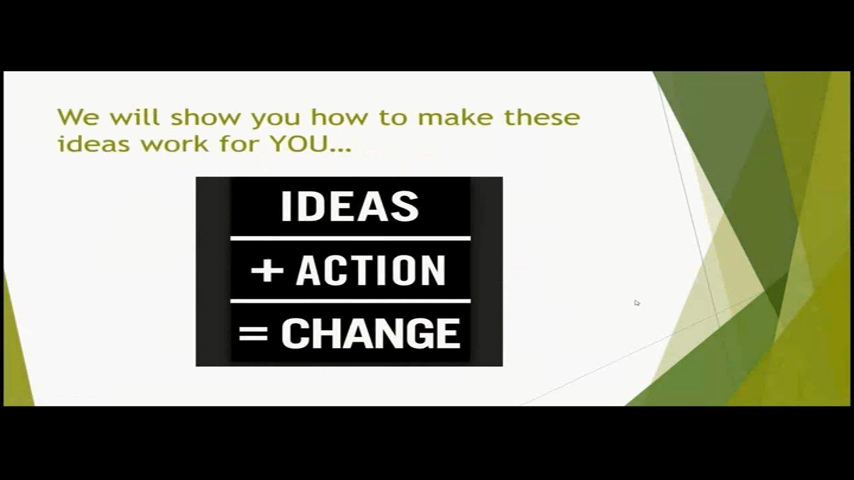 We will show you how to make these
ideas work for YOU...
IDEAS
+ ACTION
= CHANGE